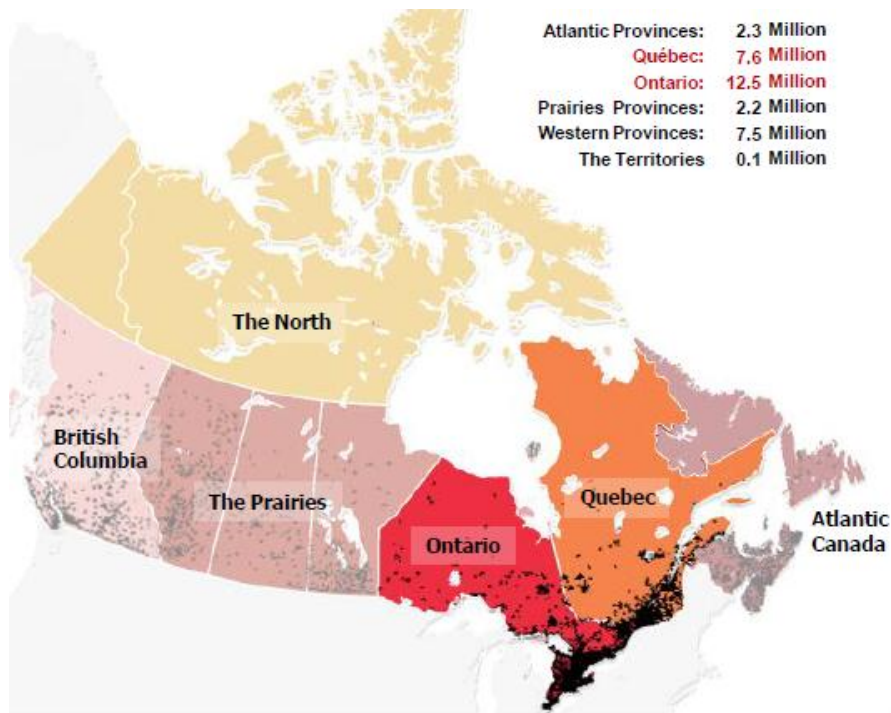 Atlantic Provinces: 2.3 Million
Québec: 7.6 Million
Ontario: 12.5 Million
Prairies Provinces: 2.2 Million
Western Provinces: 7.5 Million
The Territories 0.1 Million
The North
British
Columbia
The Prairies
Ontario
Quebec
Atlantic
Canada